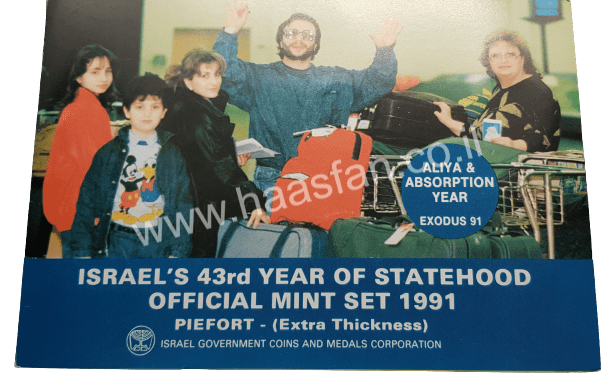 ALIYA &
ABSORPTION
YEAR
EXODUS 91
www.haasfan.co.il
ISRAEL'S 43rd YEAR OF STATEHOOD
OFFICIAL MINT SET 1991
PIEFORT - (Extra Thickness)
ISRAEL GOVERNMENT COINS AND MEDALS CORPORATION